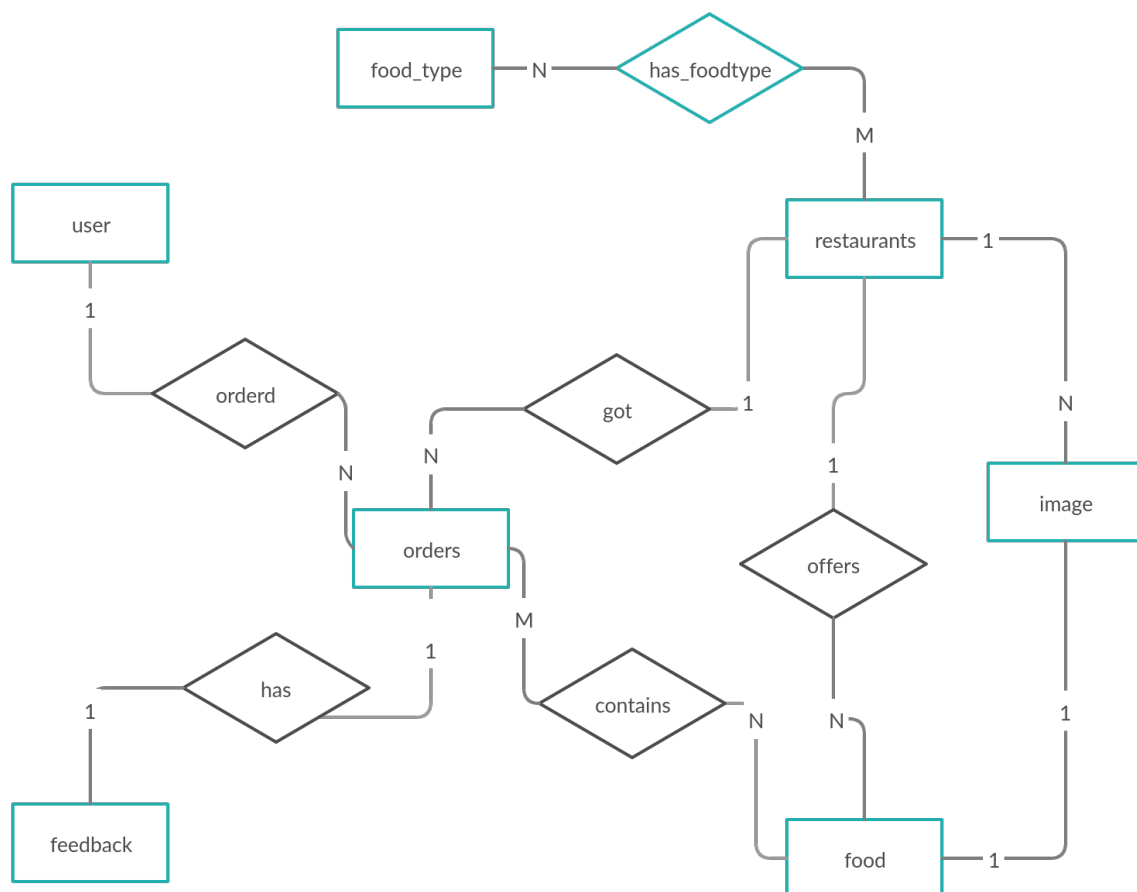 food_type
N
has_foodtype
M
user
restaurants
1
1
orderd
got
1
N
N
N
1
image
orders
offers
M
1
has
contains
1
N
N
1
feedback
food
1